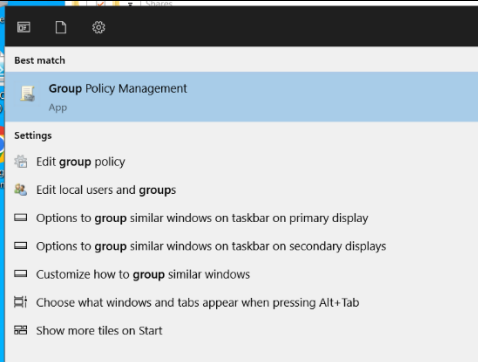 Shares
Best match
Group Policy Management
App
Settings
Edit group policy
Edit local users and groups
Options to group similar windows on taskbar on primary display
Options to group similar windows on taskbar on secondary displays
Customize how to group similar windows
Choose what windows and tabs appear when pressing Alt+Tab
Show more tiles on Start